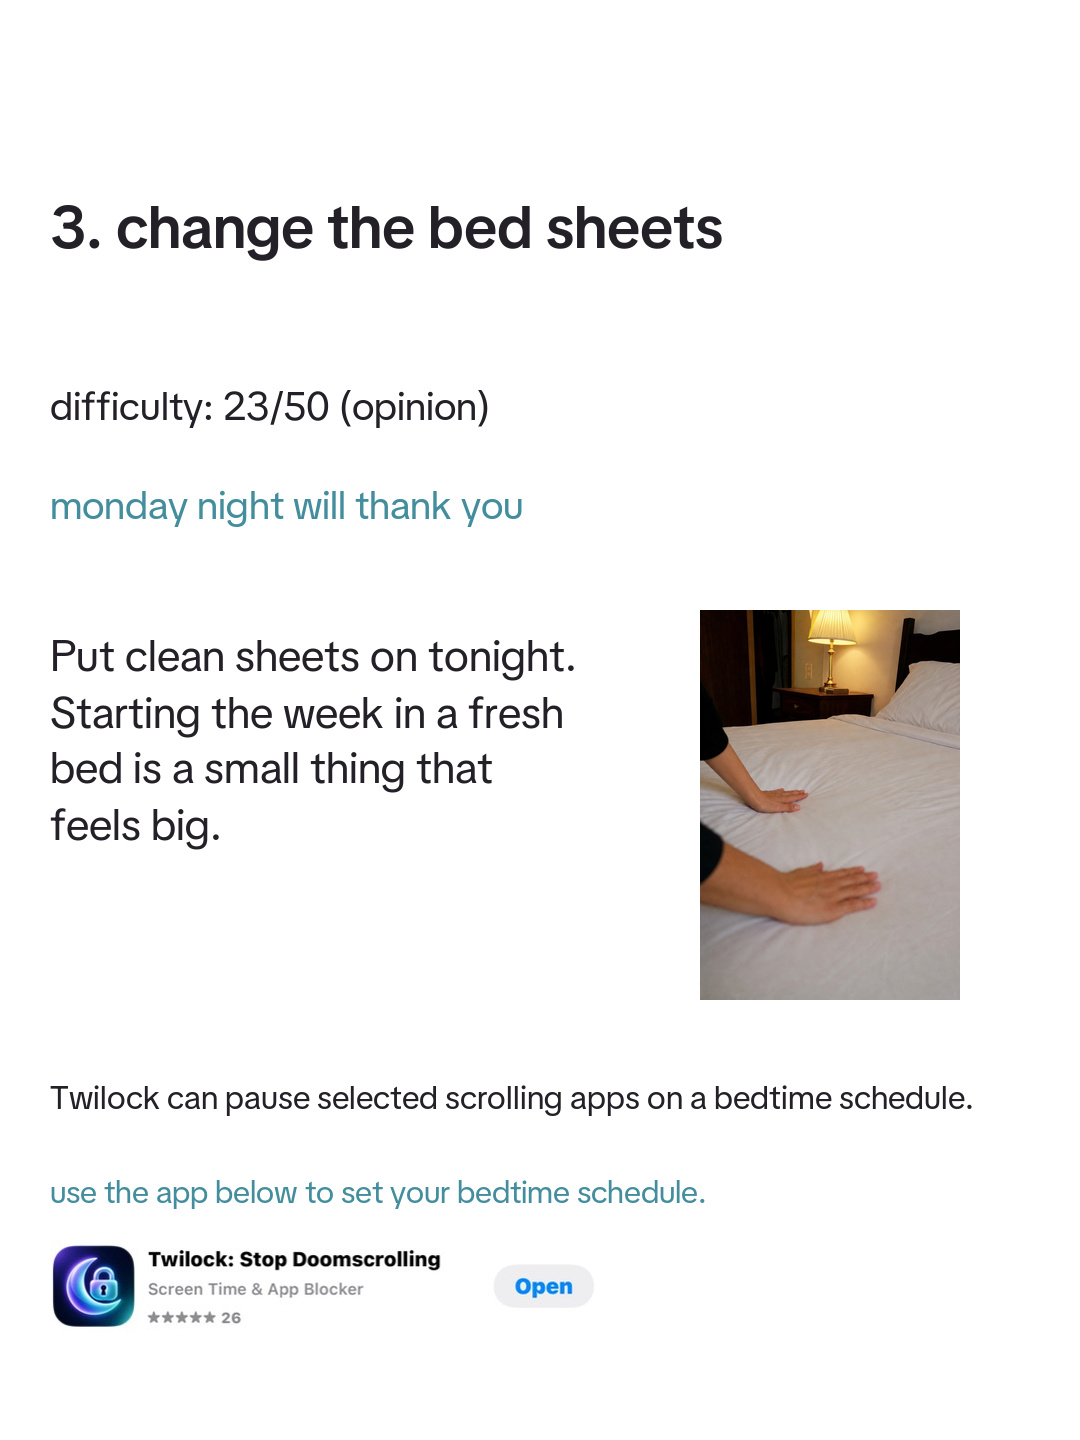 3. change the bed sheets
difficulty: 23/50 (opinion)
monday night will thank you
Put clean sheets on tonight.
Starting the week in a fresh
bed is a small thing that
feels big.
Twilock can pause selected scrolling apps on a bedtime schedule.
use the app below to set your bedtime schedule.
Twilock: Stop Doomscrolling
Screen Time & App Blocker
★★★★★ 26
Open